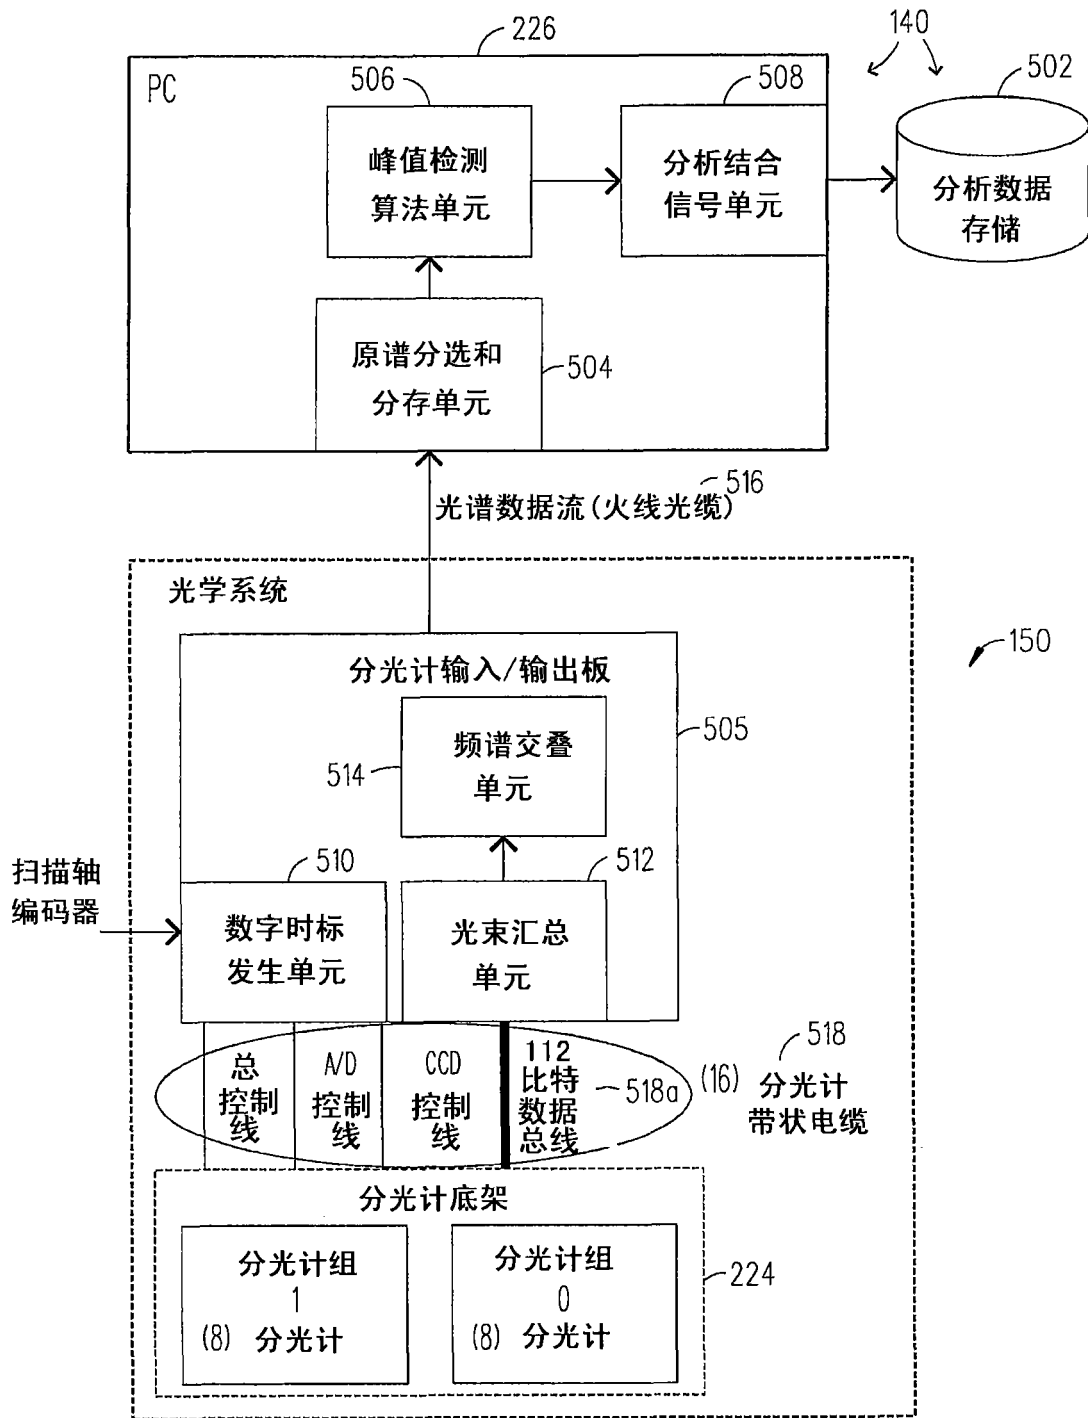 226
140
PC
506
508
502
峰值检测
算法单元
分析结合
信号单元
分析数据
存储
原谱分选和
分存单元
504
516
光谱数据流(火线光缆)
光学系统
150
分光计输入/输出板
505
频谱交叠
单元
514
扫描轴
编码器
510
512
数字时标
发生单元
光束汇总
单元
总
控制
线
A/D
控制
线
CCD
控制
线
112
比特
数据
总线
518a
(16)
518
分光计
带状电缆
分光计底架
分光计组
1
(8) 分光计
分光计组
0
(8) 分光计
224